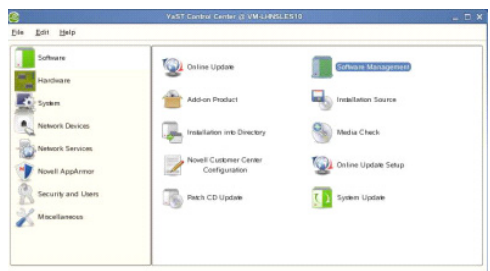 YaST Control Center @ VM-LHNSLES10
File Edit Help
Software
Hardware
System
Network Devices
Network Services
Novell AppArmor
Security and Users
Miscellaneous
Online Update
Software Management
Add-on Product
Installation Source
Installation into Directory
Media Check
Novell Customer Center
Configuration
Online Update Setup
Patch CD Update
System Update